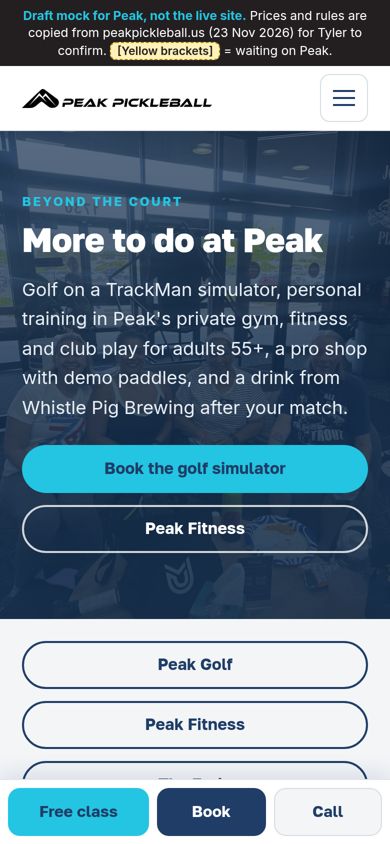 Draft mock for Peak, not the live site. Prices and rules are
copied from peakpickleball.us (23 Nov 2026) for Tyler to
confirm. [Yellow brackets] = waiting on Peak.
PEAK PICKLEBALL
BEYOND THE COURT
More to do at Peak
Golf on a TrackMan simulator, personal
training in Peak's private gym, fitness
and club play for adults 55+, a pro shop
with demo paddles, and a drink from
Whistle Pig Brewing after your match.
Book the golf simulator
Peak Fitness
Peak Golf
Peak Fitness
Free class
Book
Call